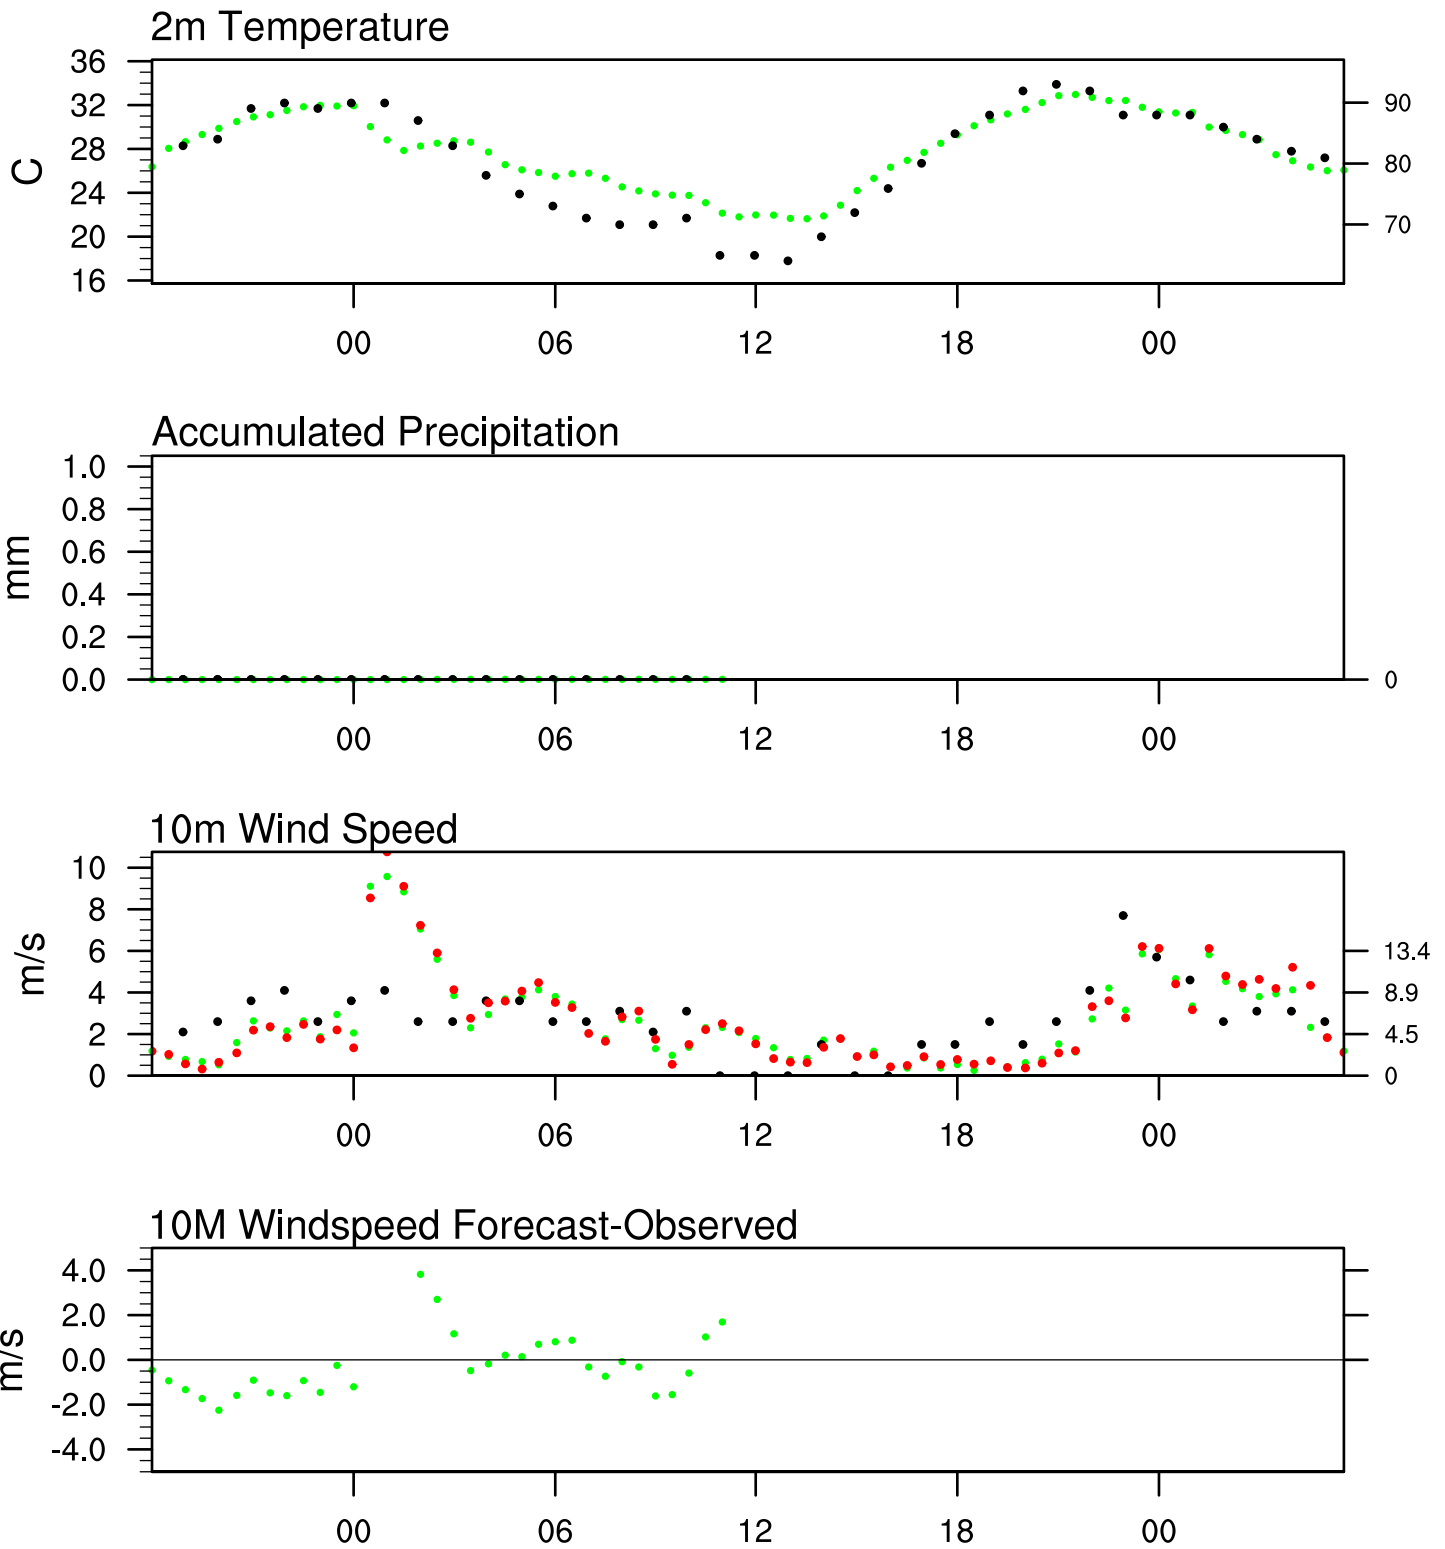 2m Temperature
36
32
28
24
20
16
C
90
80
70
00 06 12 18 00
Accumulated Precipitation
1.0
0.8
0.6
0.4
0.2
0.0
mm
0
00 06 12 18 00
10m Wind Speed
10
8
6
4
2
0
m/s
13.4
8.9
4.5
0
00 06 12 18 00
10M Windspeed Forecast-Observed
4.0
2.0
0.0
-2.0
-4.0
m/s
00 06 12 18 00